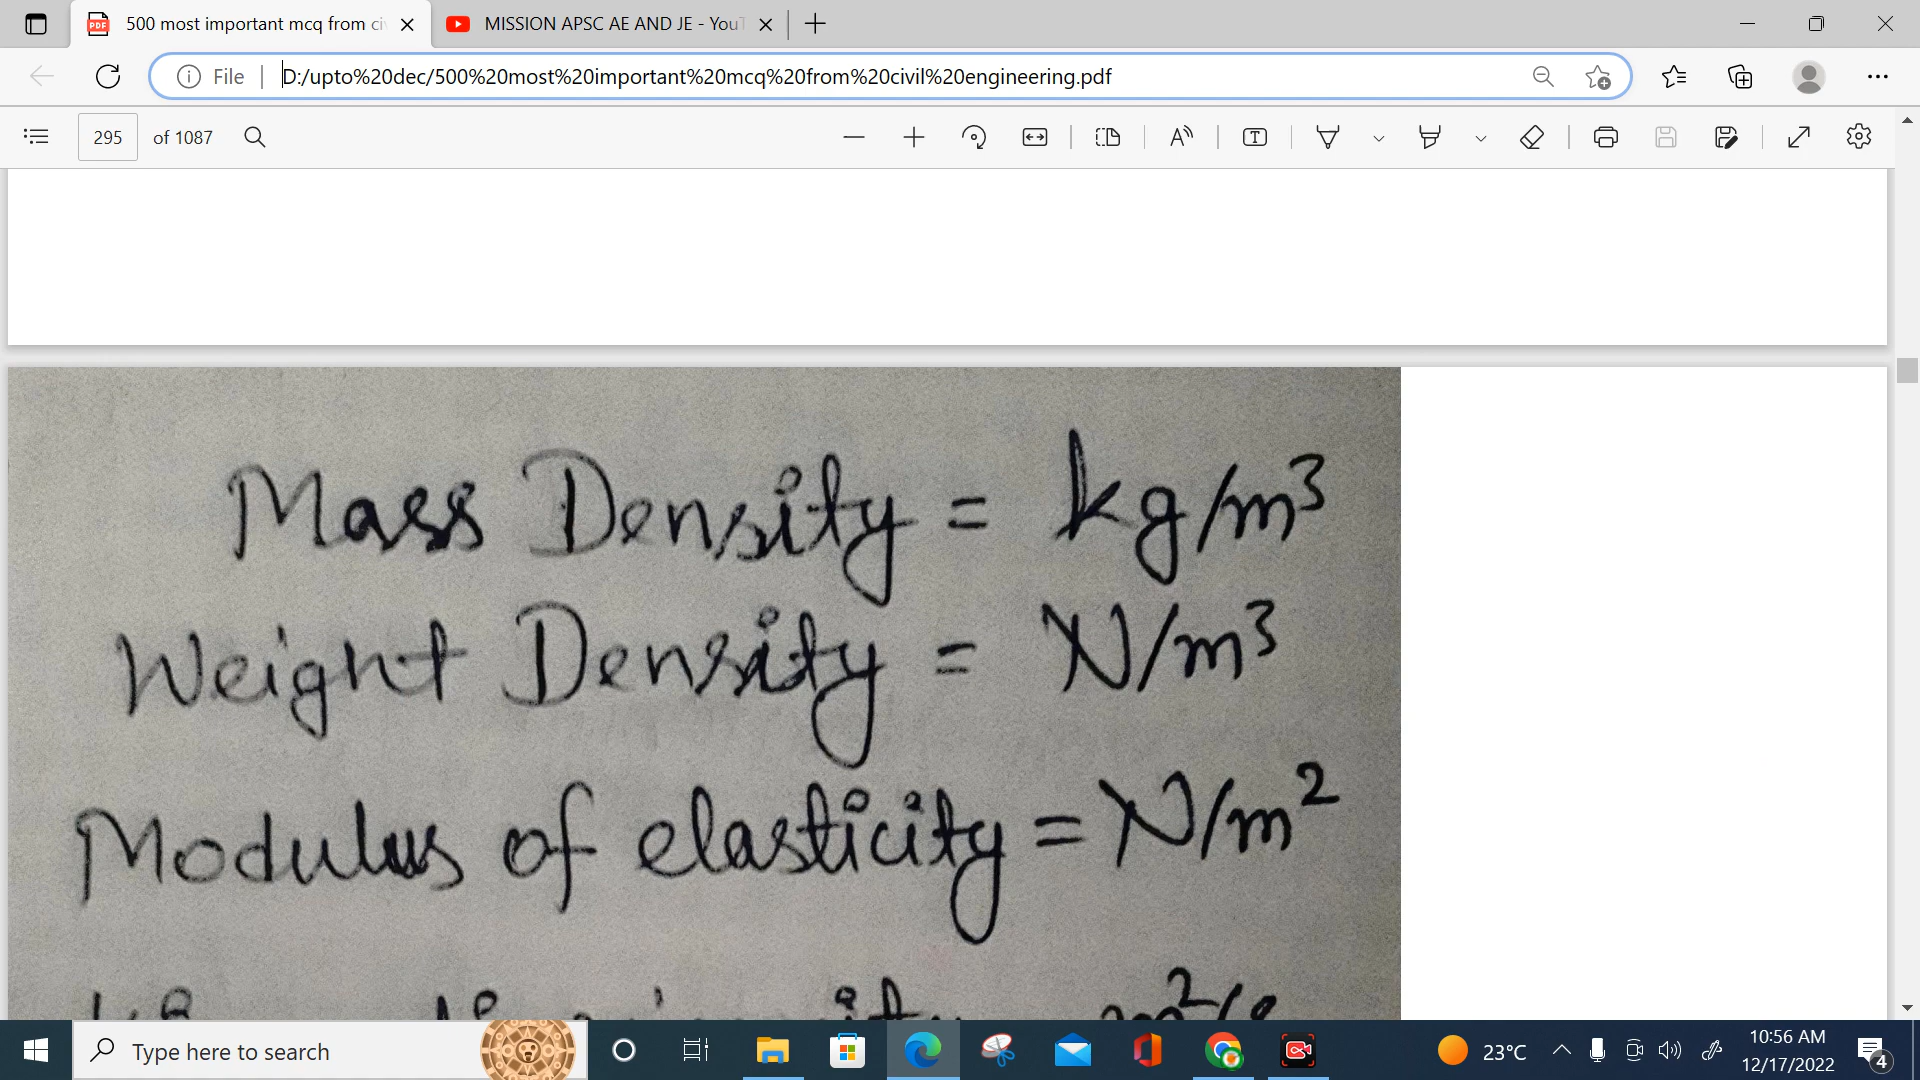 500 most important mcq from ci
MISSION APSC AE AND JE - YouT
File
D:/upto%20dec/500%20most%20important%20mcq%20from%20civil%20engineering.pdf
295 of 1087
Mass Density = kg/m³
Weight Density = N/m³
Modulus of elasticity = N/m²
Type here to search
23°C
10:56 AM
12/17/2022
4